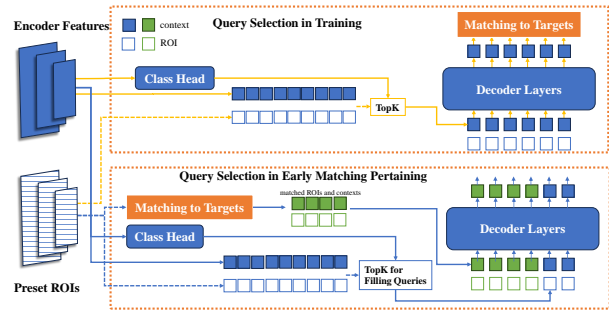 Encoder Features
context
ROI
Query Selection in Training
Matching to Targets
Class Head
TopK
Decoder Layers
Query Selection in Early Matching Pertaining
matched ROIs and contexts
Matching to Targets
Class Head
Decoder Layers
TopK for
Filling Queries
Preset ROIs